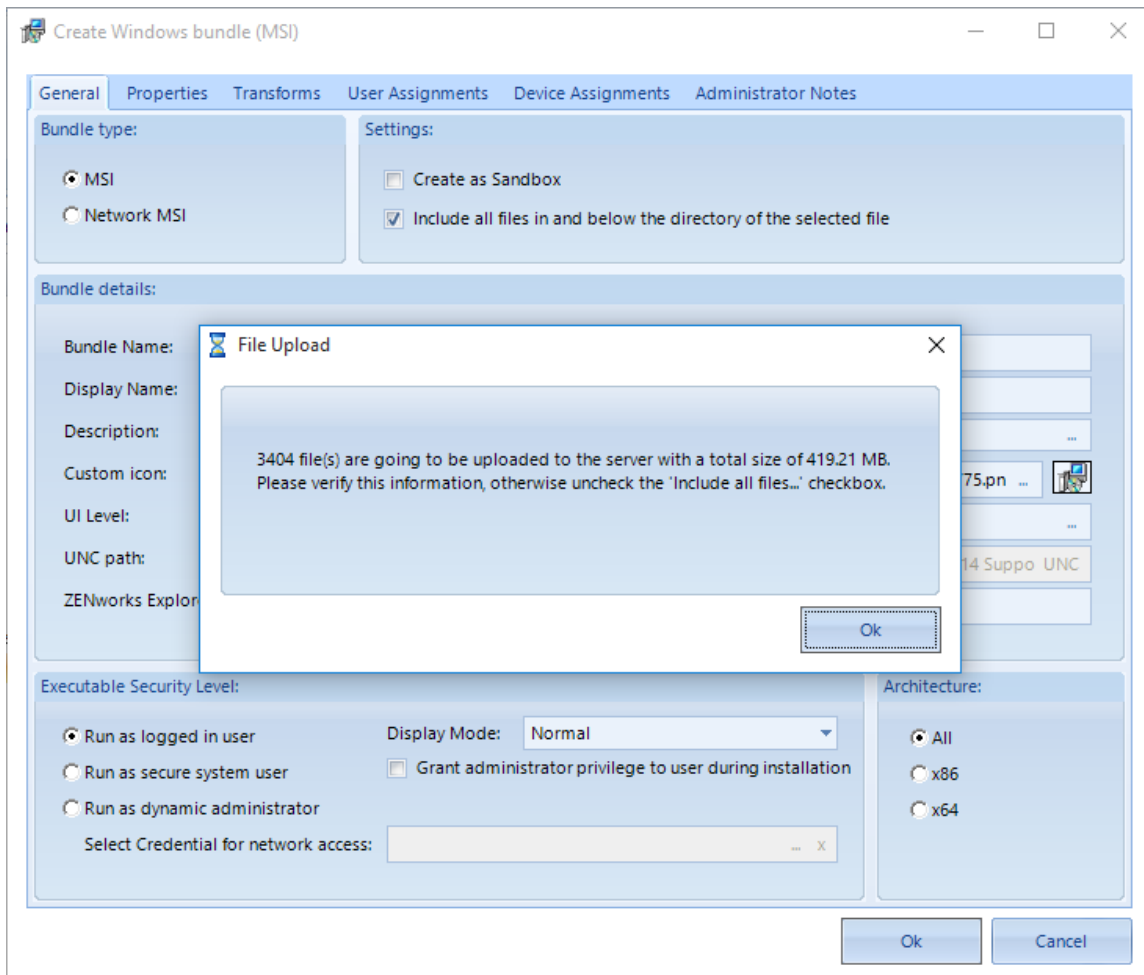 Create Windows bundle (MSI)
General Properties Transforms User Assignments Device Assignments Administrator Notes
Bundle type:
MSI
Network MSI
Settings:
Create as Sandbox
Include all files in and below the directory of the selected file
Bundle details:
Bundle Name:
Display Name:
Description:
...
Custom icon:
75.pn ...
UI Level:
...
UNC path:
14 Suppo UNC
ZENworks Explor
File Upload
3404 file(s) are going to be uploaded to the server with a total size of 419.21 MB.
Please verify this information, otherwise uncheck the 'Include all files...' checkbox.
Ok
Executable Security Level:
Run as logged in user
Run as secure system user
Run as dynamic administrator
Select Credential for network access:
... x
Display Mode: Normal
Grant administrator privilege to user during installation
Architecture:
All
x86
x64
Ok Cancel